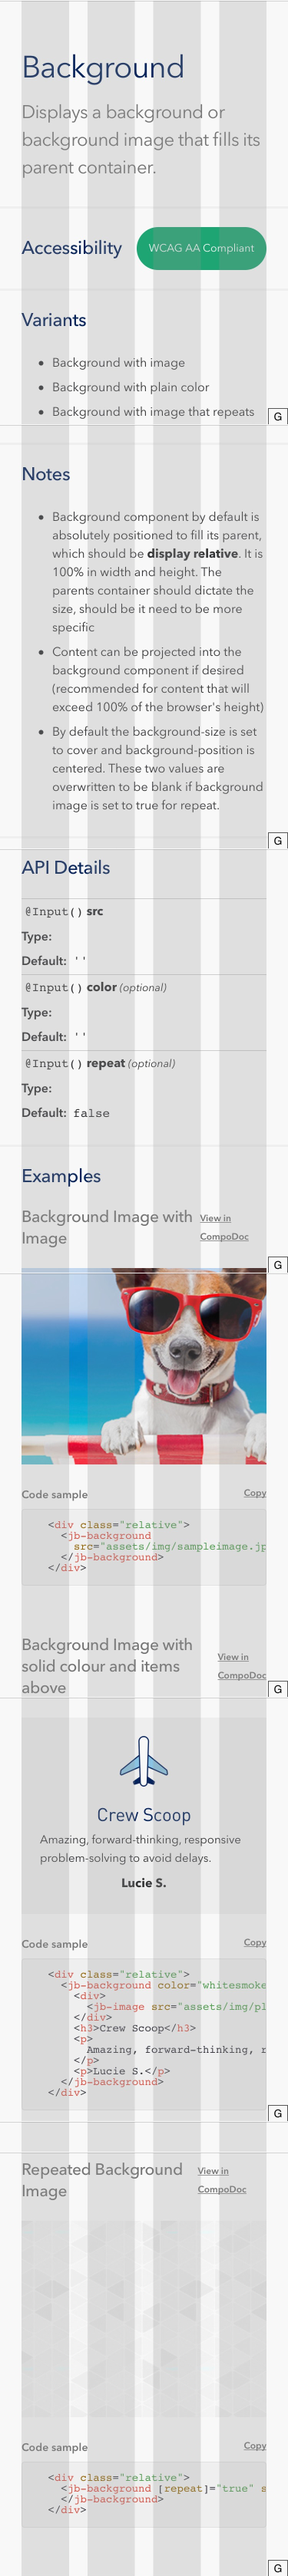 Background
Displays a background or
background image that fills its
parent container.
Accessibility
WCAG AA Compliant
Variants
• Background with image
• Background with plain color
• Background with image that repeats
G
Notes
• Background component by default is
absolutely positioned to fill its parent,
which should be display relative. It is
100% in width and height. The
parents container should dictate the
size, should be it need to be more
specific
• Content can be projected into the
background component if desired
(recommended for content that will
exceed 100% of the browser's height)
• By default the background-size is set
to cover and background-position is
centered. These two values are
overwritten to be blank if background
image is set to true for repeat.
G
API Details
@Input() src
Type:
Default: ''
@Input() color (optional)
Type:
Default: ''
@Input() repeat (optional)
Type:
Default: false
Examples
Background Image with
Image
View in
CompoDoc
G
Code sample
Copy
<div class="relative">
<jb-background
src="assets/img/sampleimage.jp
</jb-background>
</div>
Background Image with
solid colour and items
above
View in
CompoDoc
G
Crew Scoop
Amazing, forward-thinking, responsive
problem-solving to avoid delays.
Lucie S.
Code sample
Copy
<div class="relative">
<jb-background color="whitesmoke
<div>
<jb-image src="assets/img/pl
</div>
<h3>Crew Scoop</h3>
<p>
Amazing, forward-thinking, r
</p>
<p>Lucie S.</p>
</jb-background>
</div>
G
Repeated Background
Image
View in
CompoDoc
Code sample
Copy
<div class="relative">
<jb-background [repeat]="true" s
</jb-background>
</div>
G